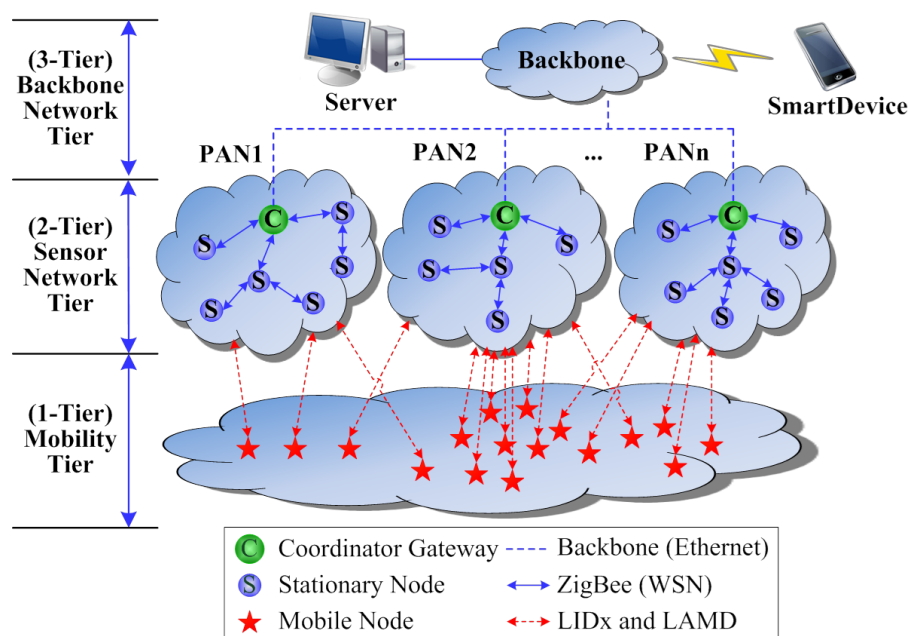 (3-Tier)
Backbone
Network
Tier
Server
Backbone
SmartDevice
PAN1
PAN2
...
PANn
(2-Tier)
Sensor
Network
Tier
C
S
S
S
S
S
S
C
S
S
S
S
S
C
S
S
S
S
S
S
(1-Tier)
Mobility
Tier
C Coordinator Gateway
Backbone (Ethernet)
S Stationary Node
ZigBee (WSN)
Mobile Node
LIDx and LAMD